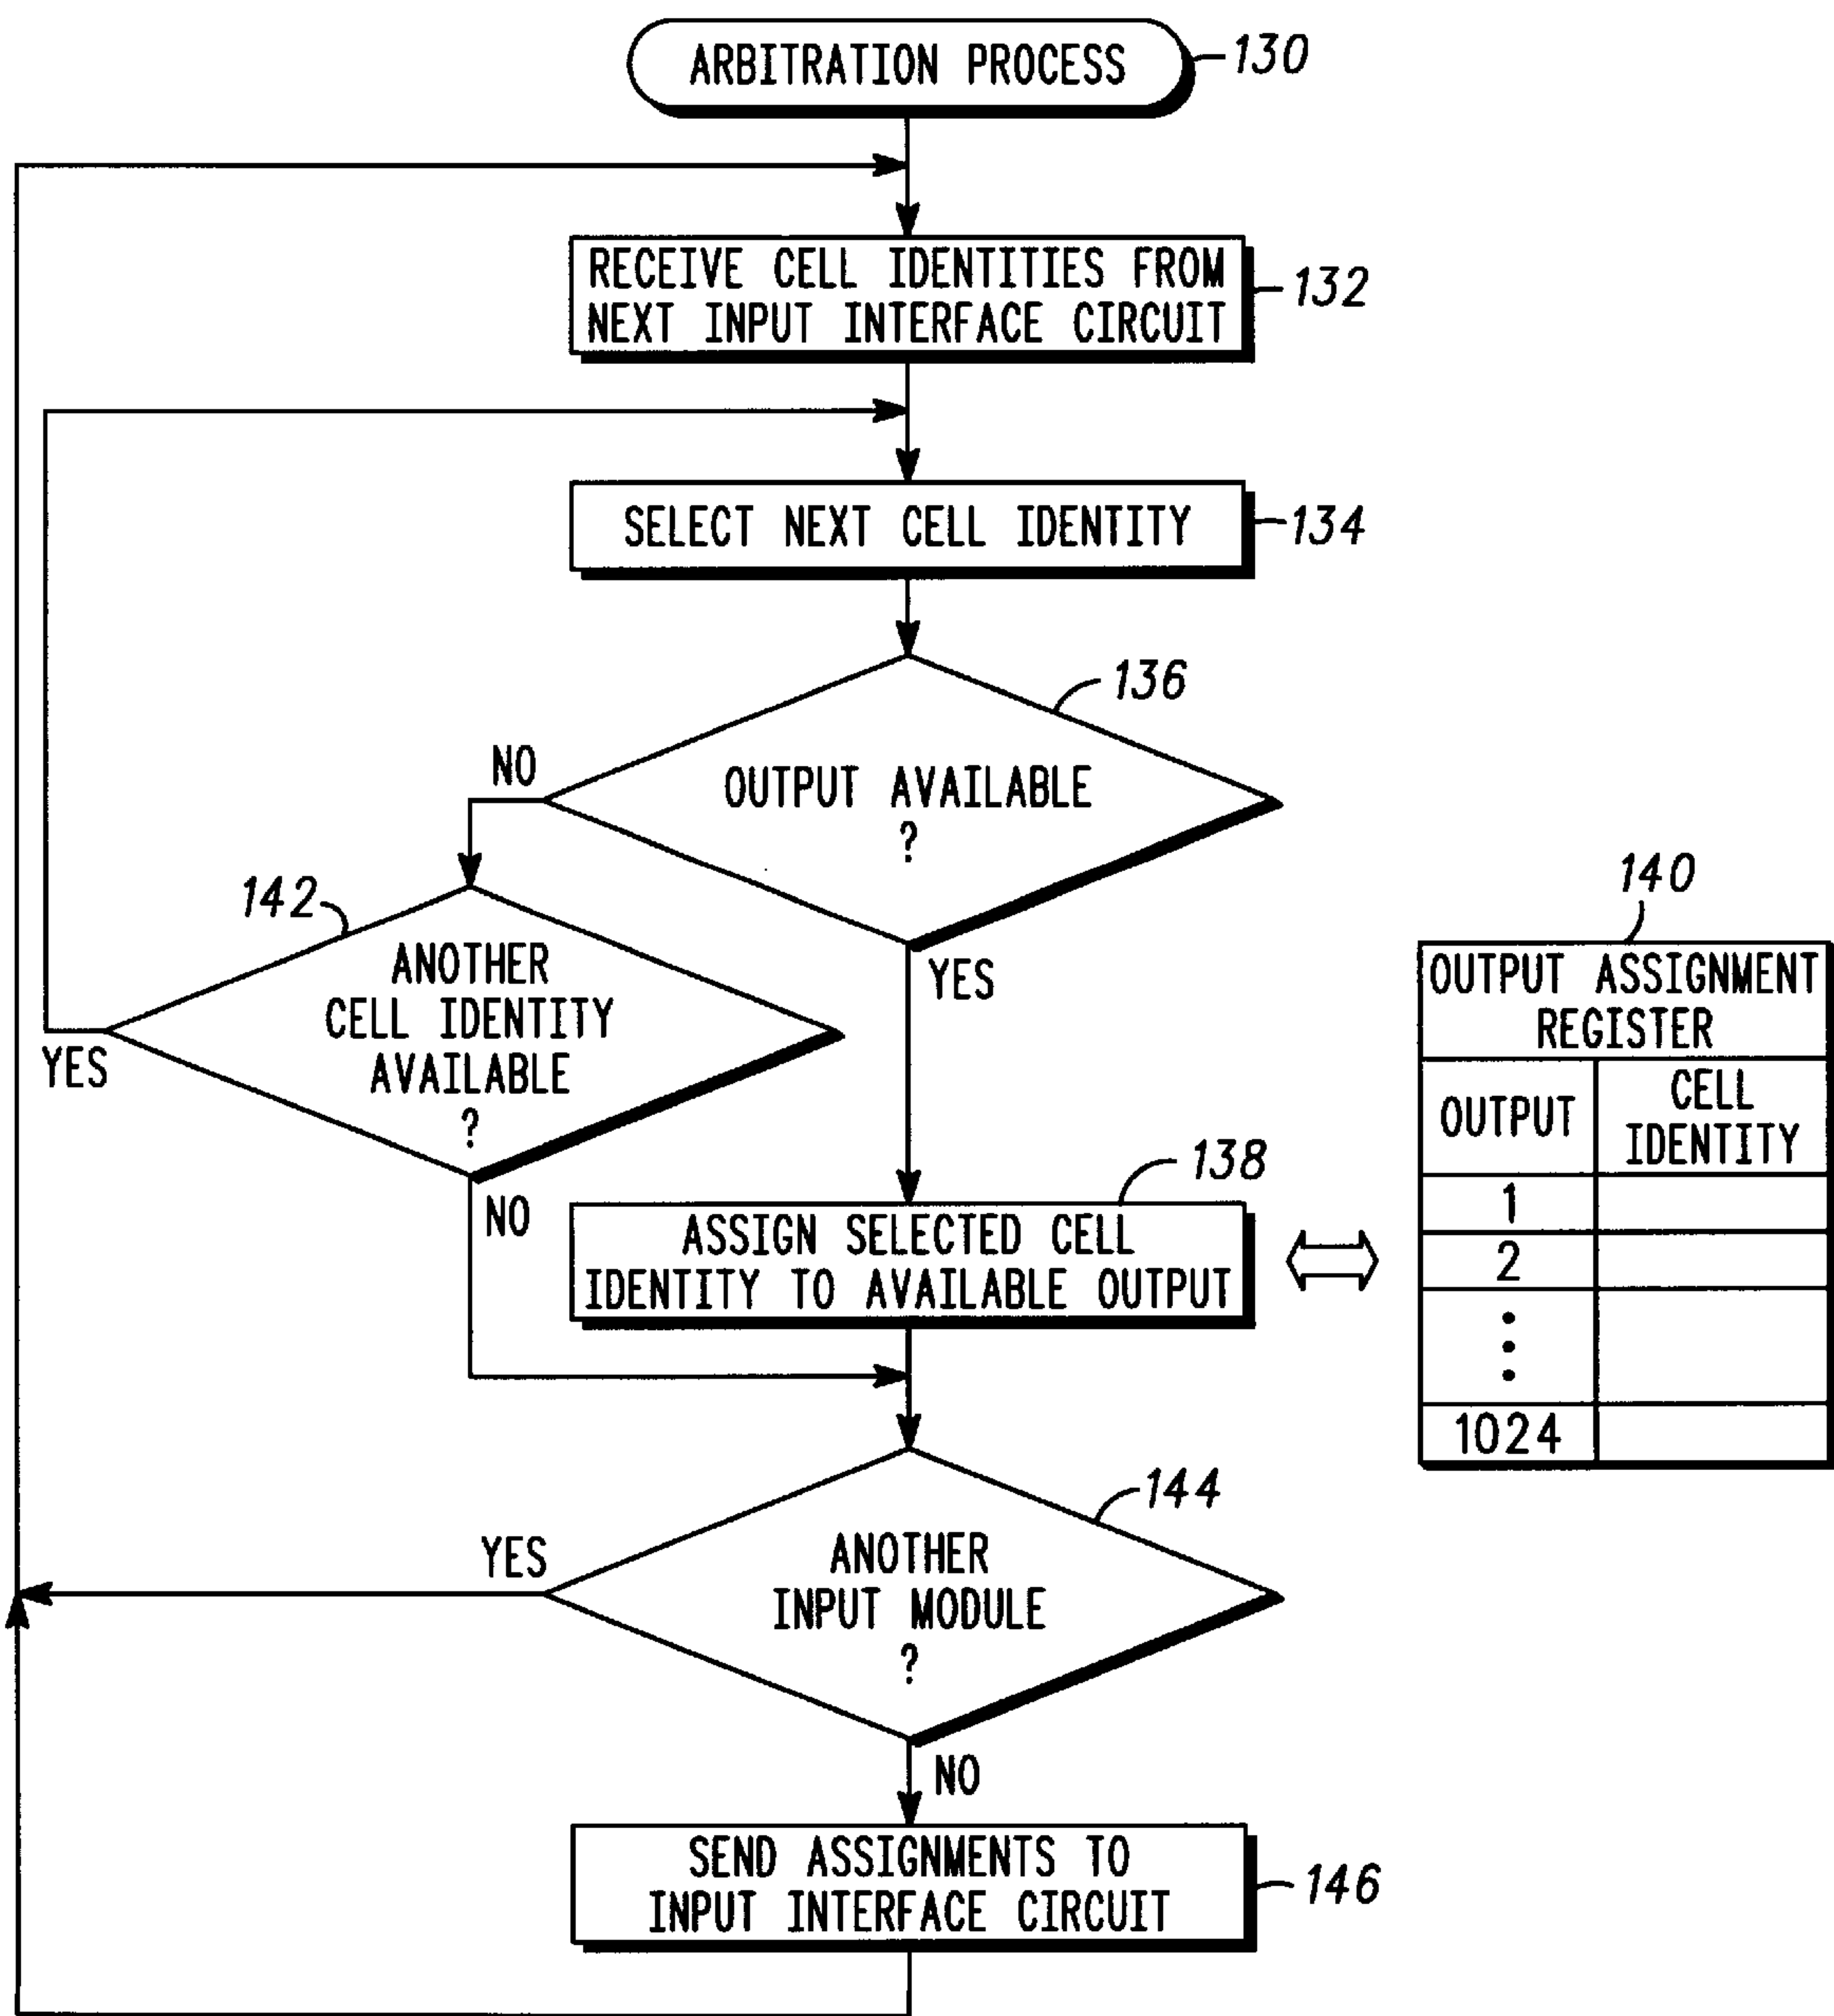 ARBITRATION PROCESS
130
RECEIVE CELL IDENTITIES FROM
NEXT INPUT INTERFACE CIRCUIT
132
SELECT NEXT CELL IDENTITY
134
136
NO
OUTPUT AVAILABLE
?
YES
142
ANOTHER
CELL IDENTITY
AVAILABLE
?
YES
NO
138
ASSIGN SELECTED CELL
IDENTITY TO AVAILABLE OUTPUT
140
OUTPUT ASSIGNMENT
REGISTER
OUTPUT
CELL
IDENTITY
1
2
1024
144
YES
ANOTHER
INPUT MODULE
?
NO
SEND ASSIGNMENTS TO
INPUT INTERFACE CIRCUIT
146